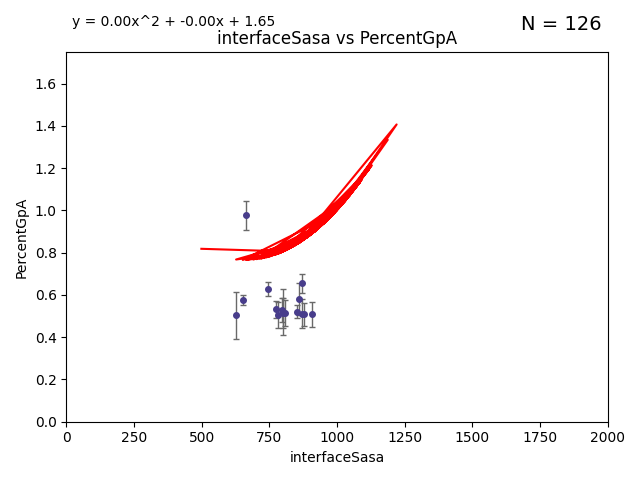 y = 0.00x^2 + -0.00x + 1.65
N = 126
interfaceSasa vs PercentGpA
PercentGpA
1.6
1.4
1.2
1.0
0.8
0.6
0.4
0.2
0.0
0 250 500 750 1000 1250 1500 1750 2000
interfaceSasa